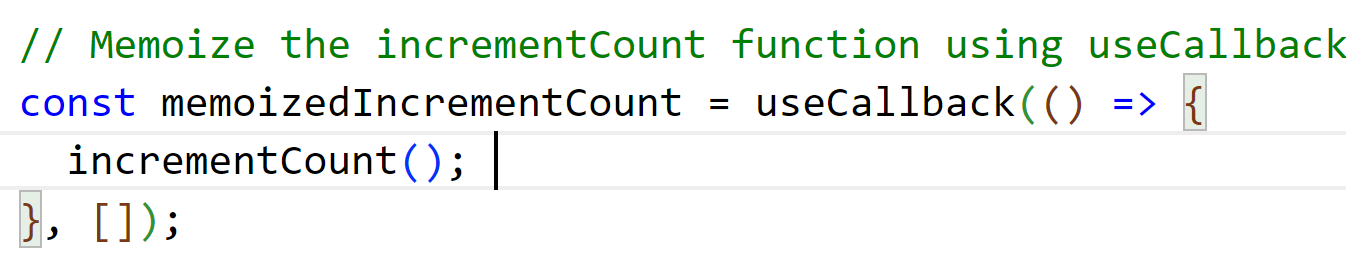 // Memoize the incrementCount function using useCallback
const memoizedIncrementCount = useCallback(() => {
  incrementCount();
}, []);